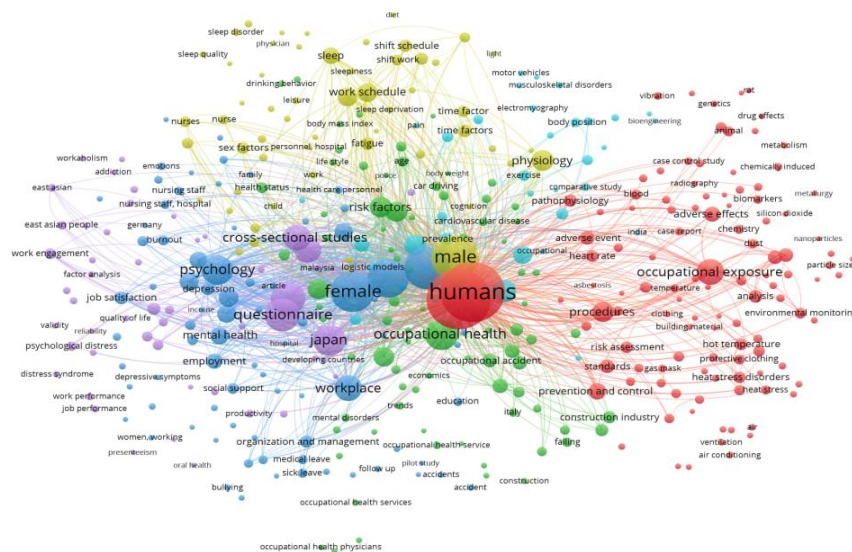 diet
sleep disorder
physician
shift schedule
light
sleep quality
sleep
shift work
motor vehicles
sleepiness
musculoskeletal disorders
drinking behavior
work schedule
vibration
rat
leisure
sleep deprivation
electromyography
genetics
body mass index
time factor
drug effects
nurses
pain
body position
bioengineering
fatigue
time factors
animal
sex factors
personnel, hospital
metabolism
workaholism
emotions
life style
age
physiology
case control study
chemically induced
addiction
family
work
police
body weight
exercise
radiography
east asian
nursing staff
health status
health care personnel
car driving
comparative study
blood
biomarkers
metallurgy
nursing staff, hospital
child
risk factors
cognition
pathophysiology
adverse effects
silicon dioxide
east asian people
germany
cardiovascular disease
india
case report
chemistry
nanoparticles
burnout
cross-sectional studies
prevalence
occupational
adverse event
dust
work engagement
malaysia
logistic models
male
heart rate
factor analysis
psychology
occupational exposure
particle size
job satisfaction
depression
article
female
humans
asbestosis
temperature
analysis
quality of life
income
validity
questionnaire
procedures
clothing
environmental monitoring
reliability
mental health
hospital
japan
occupational health
building material
psychological distress
risk assessment
hot temperature
employment
developing countries
occupational accident
standards
gas mask
protective clothing
distress syndrome
depressive symptoms
economics
heat stress disorders
social support
workplace
prevention and control
heat stress
work performance
education
job performance
productivity
trends
italy
construction industry
mental disorders
women, working
organization and management
occupational health service
falling
air
ventilation
presenteeism
medical leave
air conditioning
oral health
sick leave
follow up
pilot study
accidents
bullying
accident
construction
occupational health services
occupational health physicians